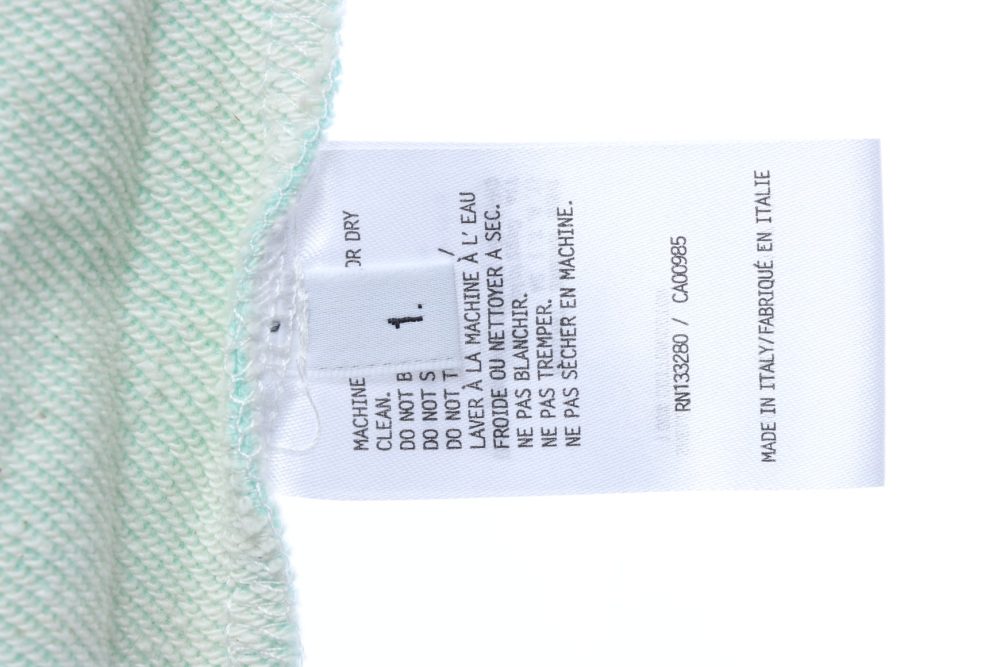 MACHINE OR DRY
CLEAN.
DO NOT B
DO NOT S
DO NOT T /
LAVER À LA MACHINE À L' EAU
FROIDE OU NETTOYER À SEC.
NE PAS BLANCHIR.
NE PAS TREMPER.
NE PAS SÈCHER EN MACHINE.
RN133280 / CA00985
MADE IN ITALY/FABRIQUÉ EN ITALIE
1.